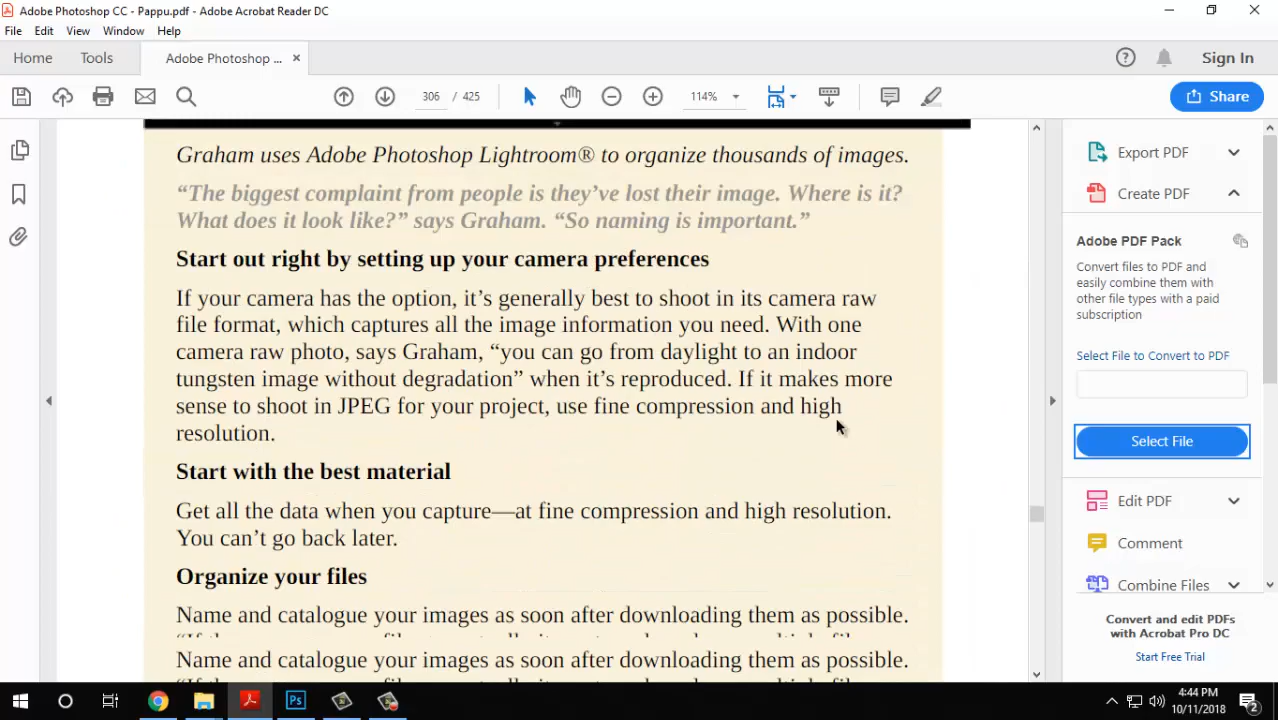 Adobe Photoshop CC - Pappu.pdf - Adobe Acrobat Reader DC
File Edit View Window Help
Home Tools Adobe Photoshop ... × Sign In
306 / 425 114% Share
Graham uses Adobe Photoshop Lightroom® to organize thousands of images.
“The biggest complaint from people is they’ve lost their image. Where is it?
What does it look like?” says Graham. “So naming is important.”
Start out right by setting up your camera preferences
If your camera has the option, it’s generally best to shoot in its camera raw
file format, which captures all the image information you need. With one
camera raw photo, says Graham, “you can go from daylight to an indoor
tungsten image without degradation” when it’s reproduced. If it makes more
sense to shoot in JPEG for your project, use fine compression and high
resolution.
Start with the best material
Get all the data when you capture—at fine compression and high resolution.
You can’t go back later.
Organize your files
Name and catalogue your images as soon after downloading them as possible.
Name and catalogue your images as soon after downloading them as possible.
Export PDF
Create PDF
Adobe PDF Pack
Convert files to PDF and
easily combine them with
other file types with a paid
subscription
Select File to Convert to PDF
Select File
Edit PDF
Comment
Combine Files
Convert and edit PDFs
with Acrobat Pro DC
Start Free Trial
Ps
4:44 PM
10/11/2018
2